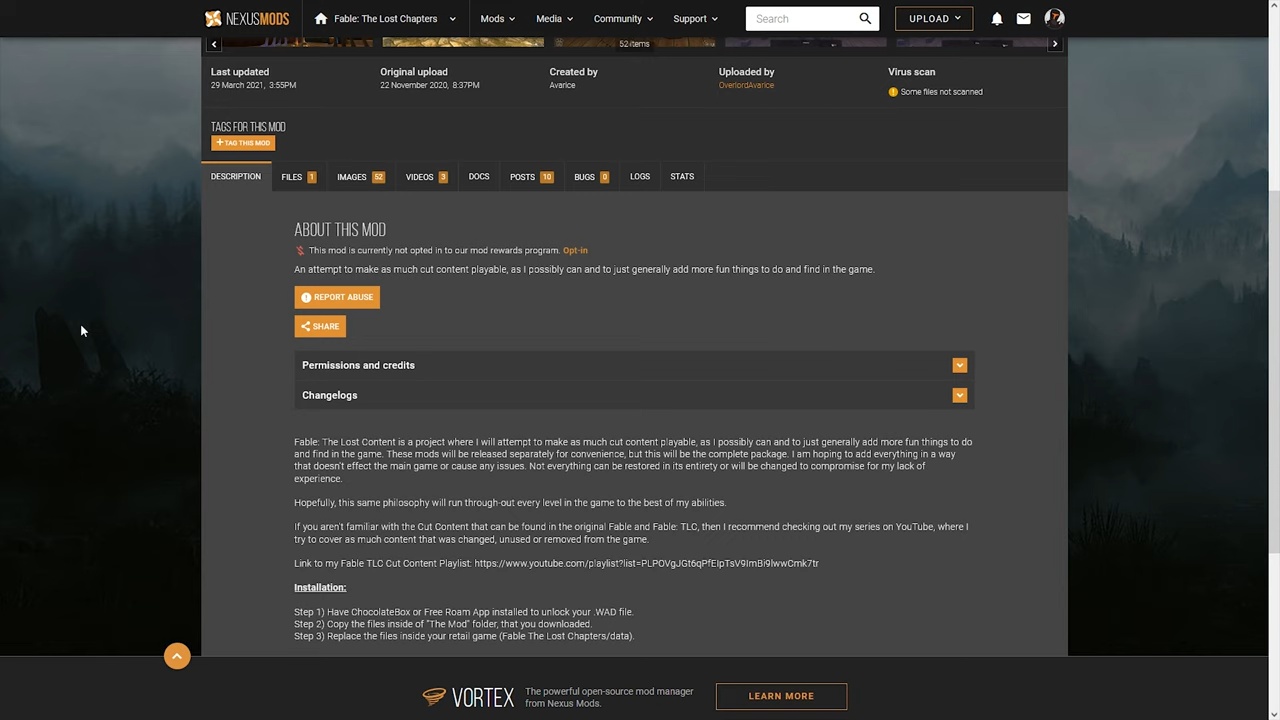 NEXUSMODS Fable: The Lost Chapters Mods Media Community Support Search UPLOAD
52 items
Last updated Original upload Created by Uploaded by Virus scan
29 March 2021, 3:55PM 22 November 2020, 8:37PM Avarice OverlordAvarice Some files not scanned
TAGS FOR THIS MOD
+ TAG THIS MOD
DESCRIPTION FILES 1 IMAGES 52 VIDEOS 3 DOCS POSTS 10 BUGS 0 LOGS STATS
ABOUT THIS MOD
This mod is currently not opted in to our mod rewards program. Opt-in
An attempt to make as much cut content playable, as I possibly can and to just generally add more fun things to do and find in the game.
REPORT ABUSE
SHARE
Permissions and credits
Changelogs
Fable: The Lost Content is a project where I will attempt to make as much cut content playable, as I possibly can and to just generally add more fun things to do
and find in the game. These mods will be released separately for convenience, but this will be the complete package. I am hoping to add everything in a way
that doesn't effect the main game or cause any issues. Not everything can be restored in its entirety or will be changed to compromise for my lack of
experience.
Hopefully, this same philosophy will run through-out every level in the game to the best of my abilities.
If you aren't familiar with the Cut Content that can be found in the original Fable and Fable: TLC, then I recommend checking out my series on YouTube, where I
try to cover as much content that was changed, unused or removed from the game.
Link to my Fable TLC Cut Content Playlist: https://www.youtube.com/playlist?list=PLPOVgJGt6qPfEIpTsV9ImBi9lwwCmk7tr
Installation:
Step 1) Have ChocolateBox or Free Roam App installed to unlock your .WAD file.
Step 2) Copy the files inside of "The Mod" folder, that you downloaded.
Step 3) Replace the files inside your retail game (Fable The Lost Chapters/data).
VORTEX The powerful open-source mod manager
from Nexus Mods.
LEARN MORE